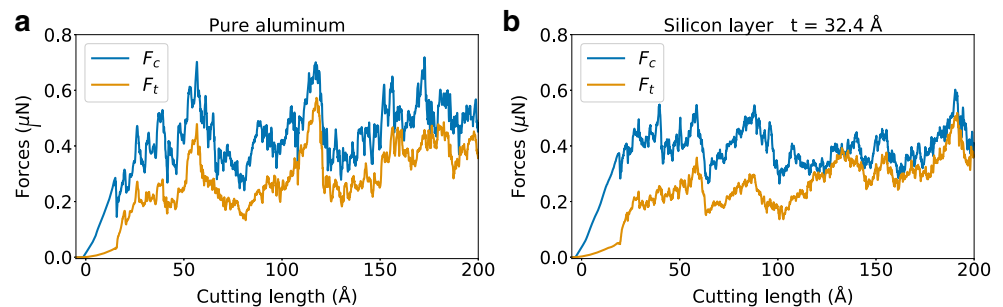 a
Pure aluminum
0.8
0.6
0.4
0.2
0.0
Forces (μN)
F_c
F_t
0
50
100
150
200
Cutting length (Å)
b
Silicon layer t = 32.4 Å
0.8
0.6
0.4
0.2
0.0
Forces (μN)
F_c
F_t
0
50
100
150
200
Cutting length (Å)